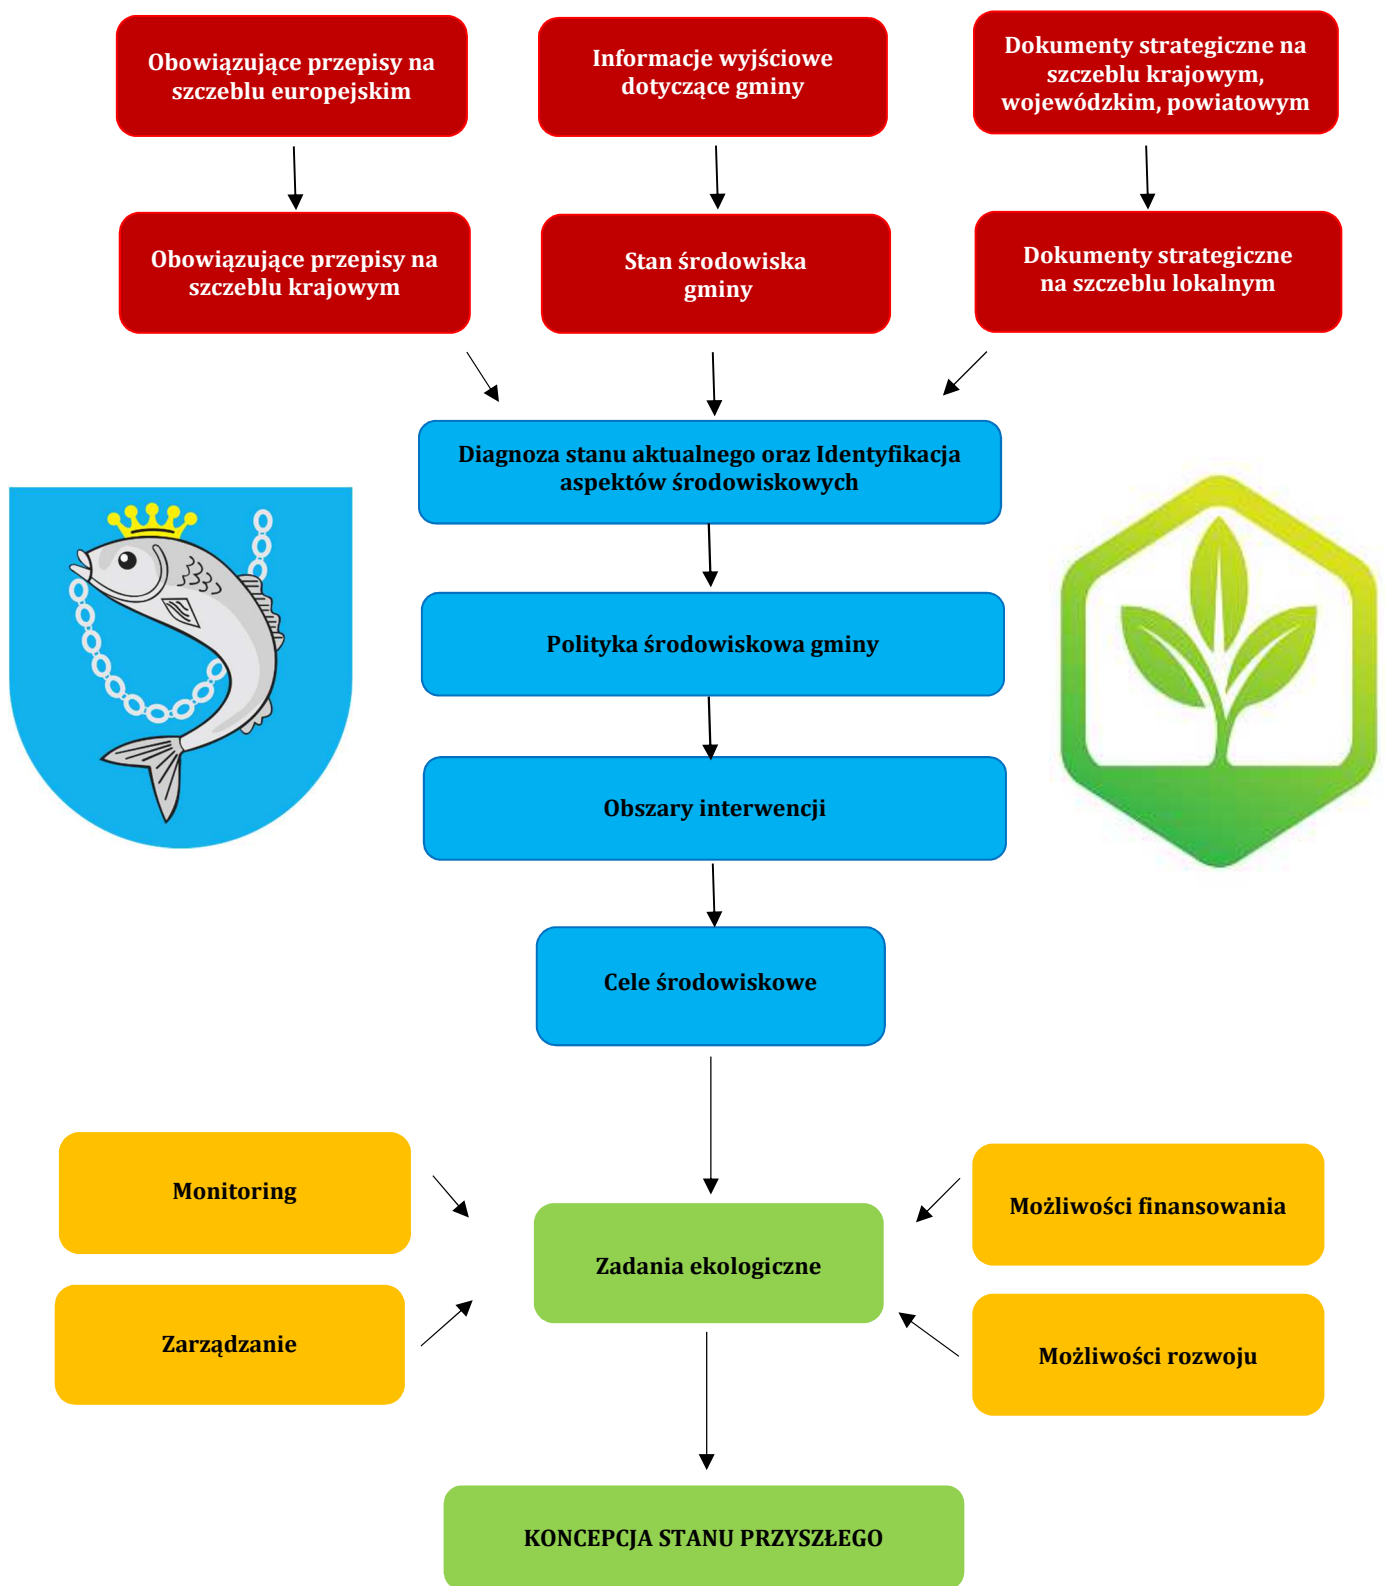 Obowiązujące przepisy na
szczeblu europejskim
Informacje wyjściowe
dotyczące gminy
Dokumenty strategiczne na
szczeblu krajowym,
wojewódzkim, powiatowym
Obowiązujące przepisy na
szczeblu krajowym
Stan środowiska
gminy
Dokumenty strategiczne
na szczeblu lokalnym
Diagnoza stanu aktualnego oraz Identyfikacja
aspektów środowiskowych
Polityka środowiskowa gminy
Obszary interwencji
Cele środowiskowe
Monitoring
Możliwości finansowania
Zadania ekologiczne
Zarządzanie
Możliwości rozwoju
KONCEPCJA STANU PRZYSZŁEGO